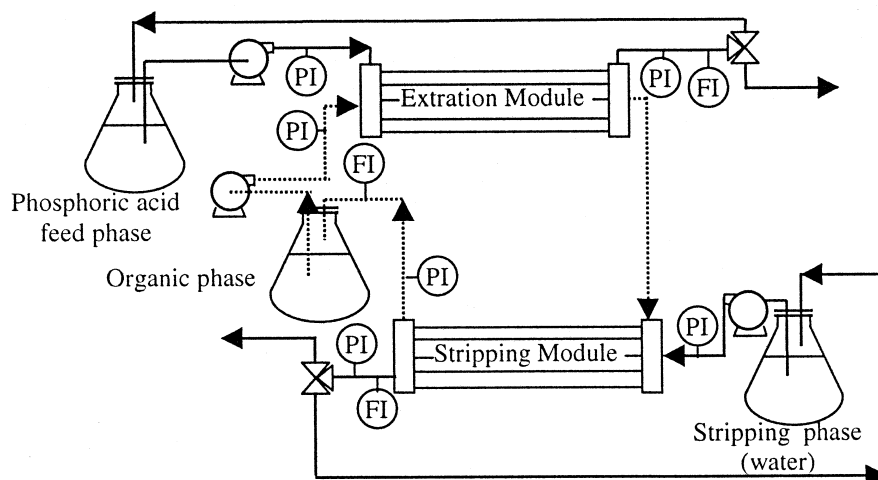 PI
PI
FI
Extration Module
PI
FI
Phosphoric acid
feed phase
Organic phase
PI
PI
PI
Stripping Module
FI
Stripping phase
(water)